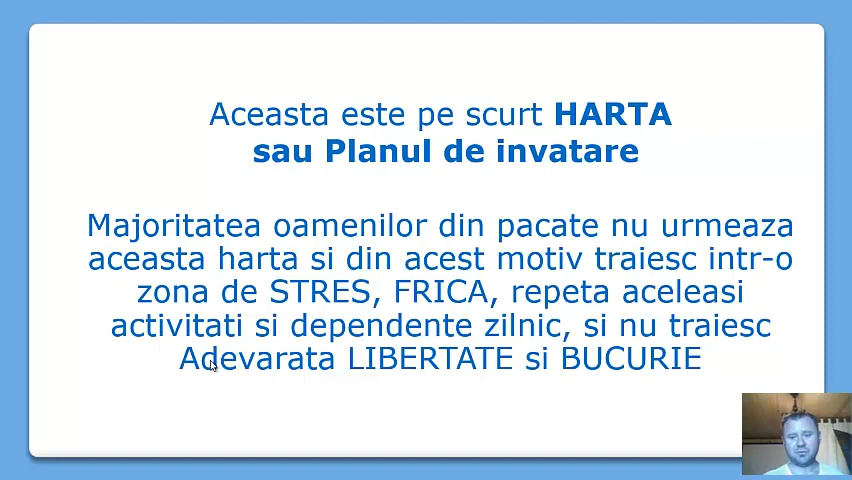 Aceasta este pe scurt HARTA
sau Planul de invatare
Majoritatea oamenilor din pacate nu urmeaza
aceasta harta si din acest motiv traiesc intr-o
zona de STRES, FRICA, repeta aceleasi
activitati si dependente zilnic, si nu traiesc
Adevarata LIBERTATE si BUCURIE